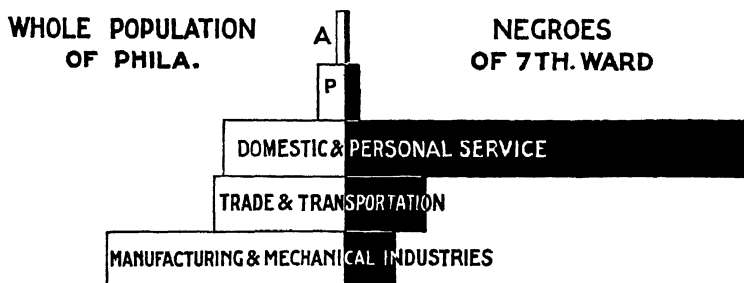 WHOLE POPULATION
OF PHILA.
NEGROES
OF 7TH. WARD
A
P
DOMESTIC & PERSONAL SERVICE
TRADE & TRANSPORTATION
MANUFACTURING & MECHANICAL INDUSTRIES